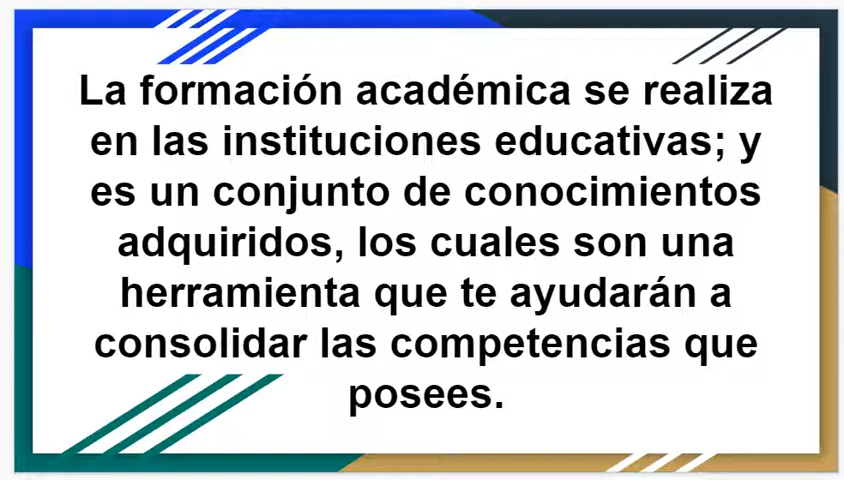 La formación académica se realiza
en las instituciones educativas; y
es un conjunto de conocimientos
adquiridos, los cuales son una
herramienta que te ayudarán a
consolidar las competencias que
posees.